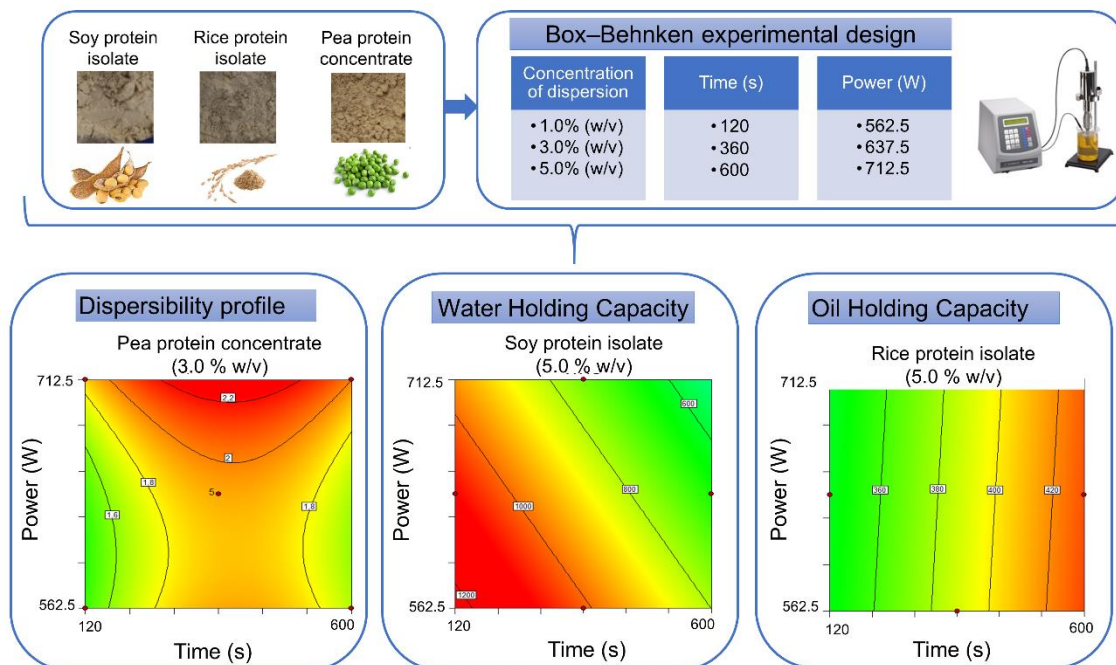 Soy protein
isolate
Rice protein
isolate
Pea protein
concentrate
Box–Behnken experimental design
Concentration
of dispersion
•1.0% (w/v)
•3.0% (w/v)
•5.0% (w/v)
Time (s)
•120
•360
•600
Power (W)
•562.5
•637.5
•712.5
Dispersibility profile
Pea protein concentrate
(3.0 % w/v)
712.5
2,2
2
1,8
5
1,8
1,6
Power (W)
562.5
120
600
Time (s)
Water Holding Capacity
Soy protein isolate
(5.0% w/v)
712.5
600
800
1000
1200
Power (W)
562.5
120
600
Time (s)
Oil Holding Capacity
Rice protein isolate
(5.0 % w/v)
712.5
360
380
400
420
Power (W)
562.5
120
600
Time (s)